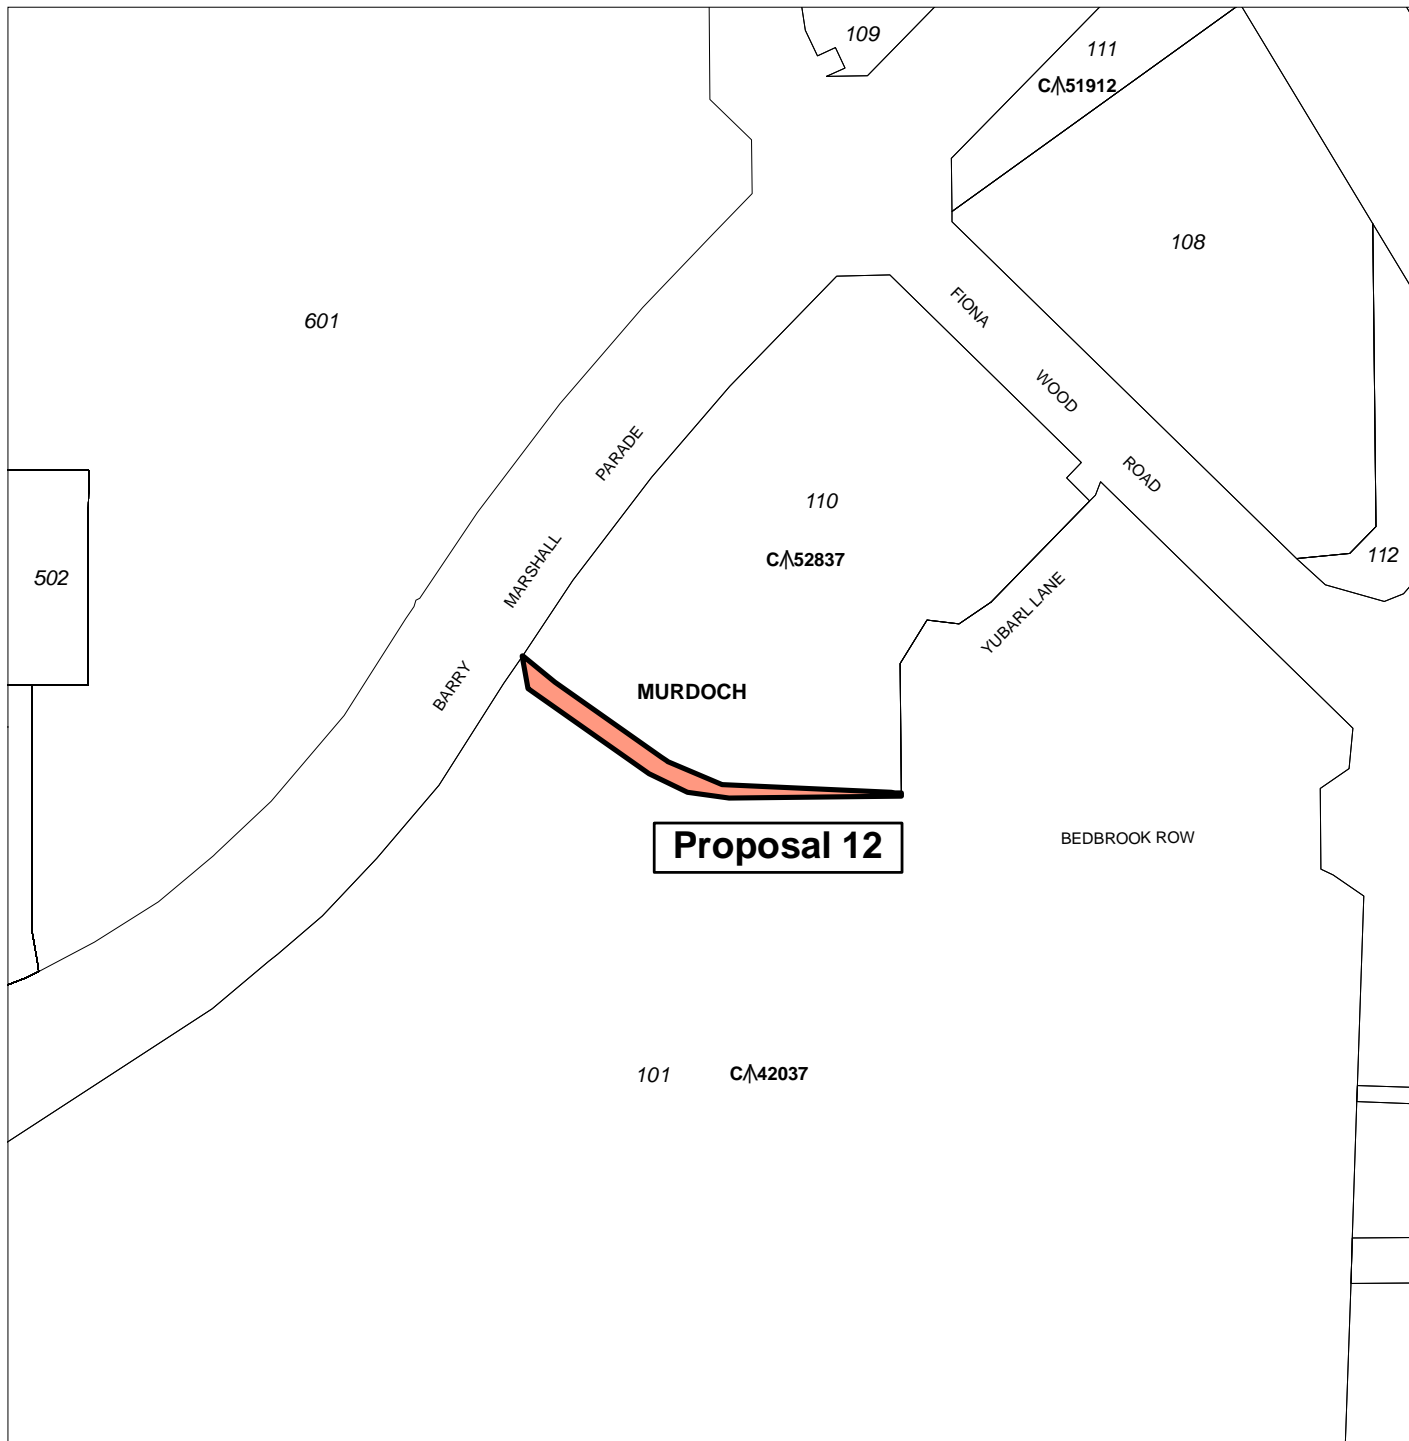 109
111
C/|\51912
108
601
FIONA
WOOD
ROAD
PARADE
110
C/|\52837
MARSHALL
112
502
YUBARL LANE
BARRY
MURDOCH
Proposal 12
BEDBROOK ROW
101
C/|\42037